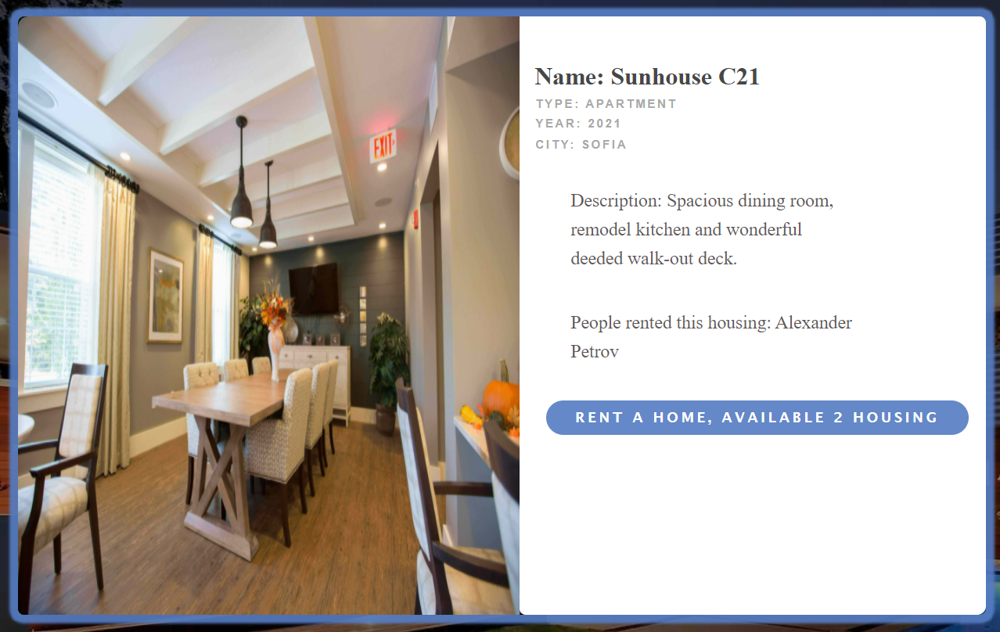 EXIT
Name: Sunhouse C21
TYPE: APARTMENT
YEAR: 2021
CITY: SOFIA
Description: Spacious dining room,
remodel kitchen and wonderful
deeded walk-out deck.
People rented this housing: Alexander
Petrov
RENT A HOME, AVAILABLE 2 HOUSING